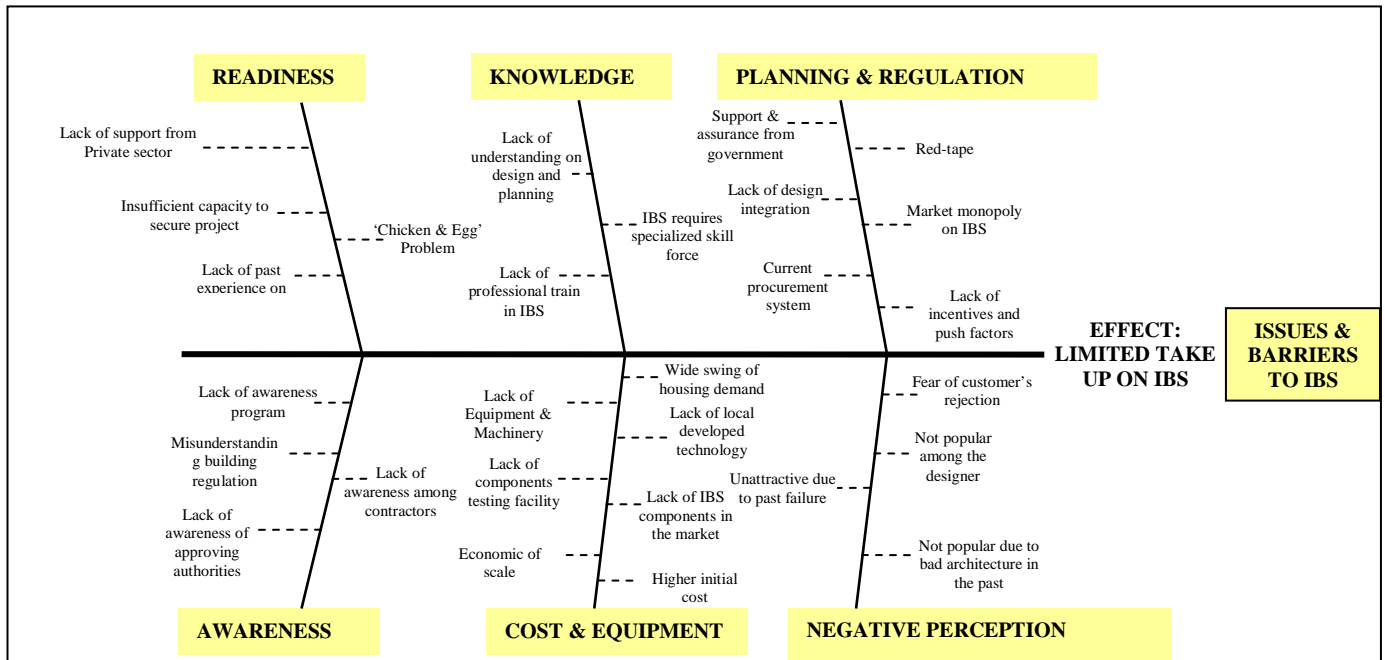 READINESS
KNOWLEDGE
PLANNING & REGULATION
Lack of support from
Private sector
Insufficient capacity to
secure project
'Chicken & Egg'
Problem
Lack of past
experience on
Lack of
understanding on
design and
planning
IBS requires
specialized skill
force
Lack of
professional train
in IBS
Support &
assurance from
government
Red-tape
Lack of design
integration
Market monopoly
on IBS
Current
procurement
system
Lack of
incentives and
push factors
EFFECT:
LIMITED TAKE
UP ON IBS
ISSUES &
BARRIERS
TO IBS
Lack of awareness
program
Misunderstandin
g building
regulation
Lack of
awareness among
contractors
Lack of
awareness of
approving
authorities
Wide swing of
housing demand
Lack of
Equipment &
Machinery
Lack of local
developed
technology
Lack of
components
testing facility
Lack of IBS
components in
the market
Economic of
scale
Higher initial
cost
Fear of customer's
rejection
Not popular
among the
designer
Unattractive due
to past failure
Not popular due to
bad architecture in
the past
AWARENESS
COST & EQUIPMENT
NEGATIVE PERCEPTION